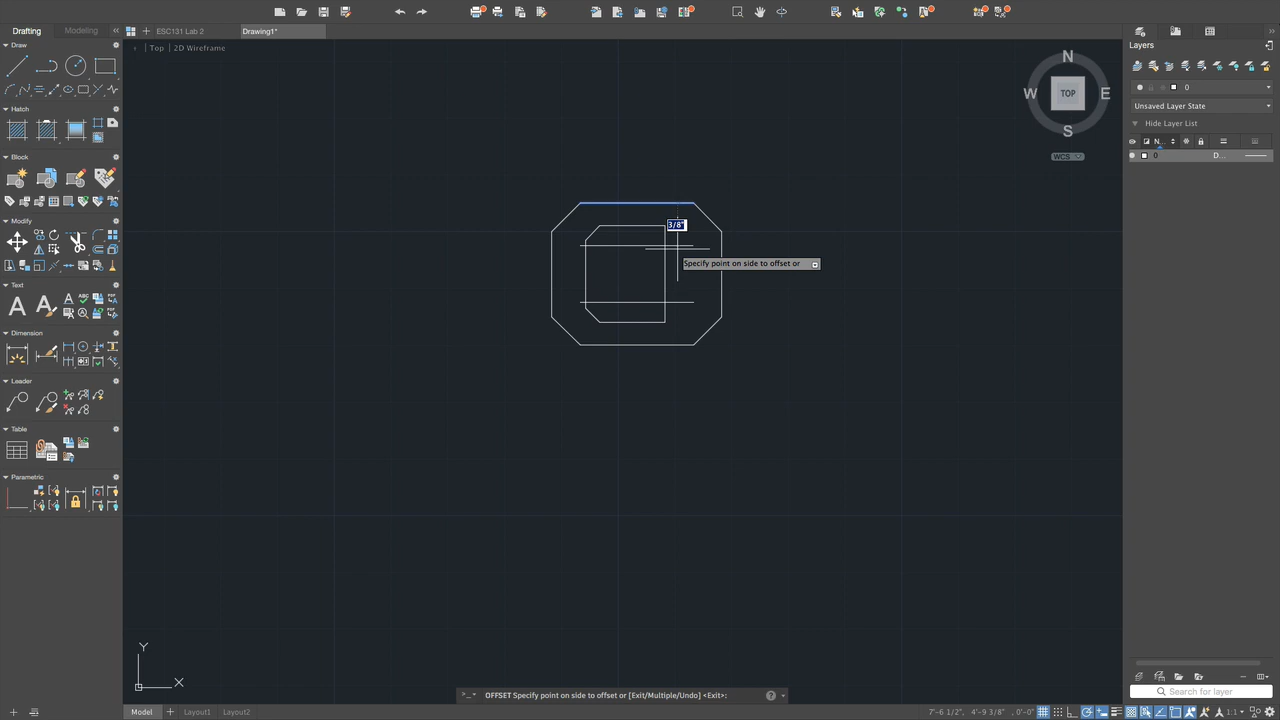 ESC131 Lab 2
Drawing1*
Drafting
Modeling
Top
2D Wireframe
Draw
Hatch
Block
Modify
Text
Dimension
Leader
Table
Parametric
3/8"
Specify point on side to offset or
N
W
TOP
E
S
WCS
Layers
0
Unsaved Layer State
Hide Layer List
N...
0
D...
Search for layer
Y
X
OFFSET Specify point on side to offset or [Exit/Multiple/Undo] <Exit>:
Model
Layout1
Layout2
7'-6 1/2", 4'-9 3/8", 0'-0"
1:1